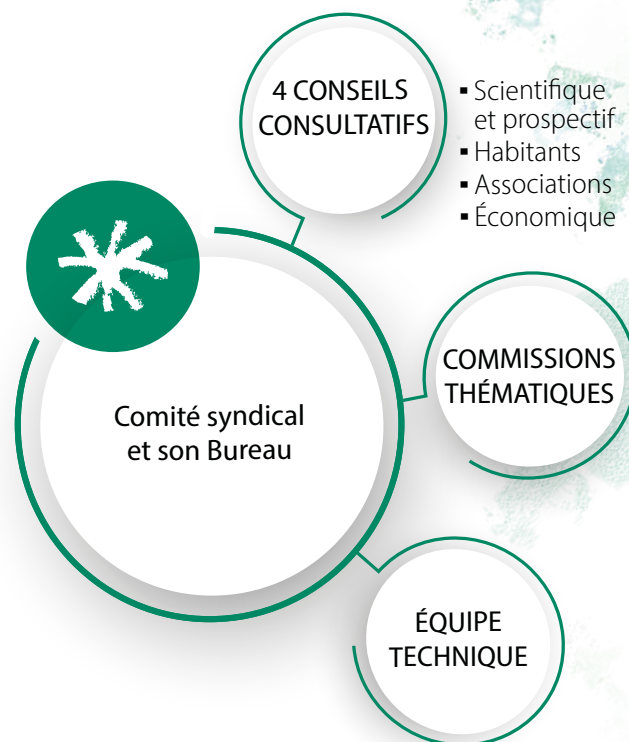 4 CONSEILS
CONSULTATIFS
▪ Scientifique
et prospectif
▪ Habitants
▪ Associations
▪ Économique
COMMISSIONS
THÉMATIQUES
Comité syndical
et son Bureau
ÉQUIPE
TECHNIQUE